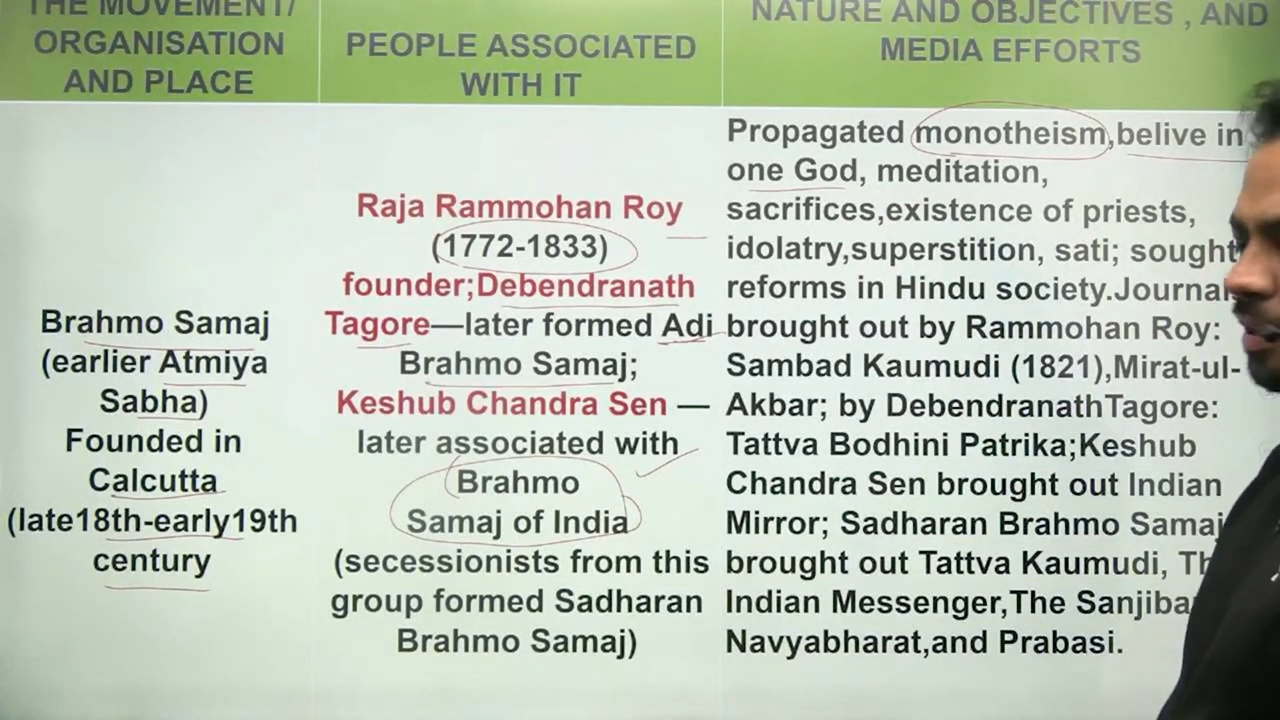 THE MOVEMENT/
ORGANISATION
AND PLACE
PEOPLE ASSOCIATED
WITH IT
NATURE AND OBJECTIVES , AND
MEDIA EFFORTS
Brahmo Samaj
(earlier Atmiya
Sabha)
Founded in
Calcutta
(late18th-early19th
century
Raja Rammohan Roy
(1772-1833)
founder;Debendranath
Tagore—later formed Adi
Brahmo Samaj;
Keshub Chandra Sen —
later associated with
Brahmo
Samaj of India
(secessionists from this
group formed Sadharan
Brahmo Samaj)
Propagated monotheism,belive in
one God, meditation,
sacrifices,existence of priests,
idolatry,superstition, sati; sought
reforms in Hindu society.Journal
brought out by Rammohan Roy:
Sambad Kaumudi (1821),Mirat-ul-
Akbar; by DebendranathTagore:
Tattva Bodhini Patrika;Keshub
Chandra Sen brought out Indian
Mirror; Sadharan Brahmo Samaj
brought out Tattva Kaumudi,
Indian Messenger,The
Navyabharat,and Prabasi.